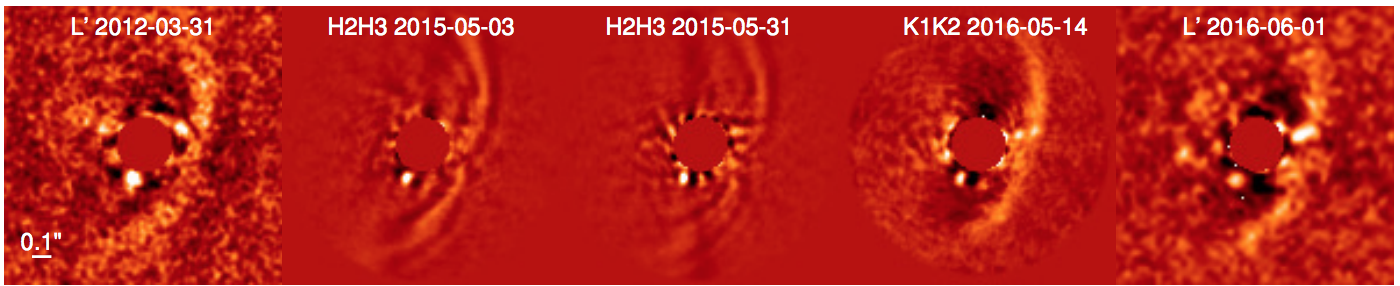 L’ 2012-03-31
H2H3 2015-05-03
H2H3 2015-05-31
K1K2 2016-05-14
L’ 2016-06-01
0.1"